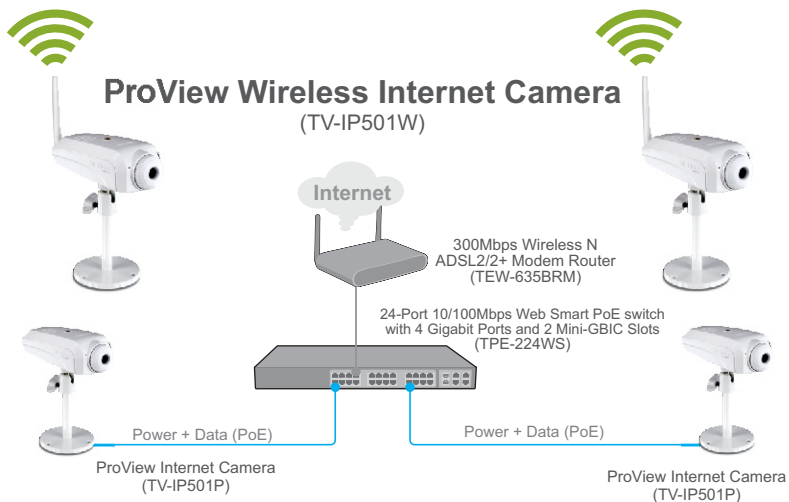 ProView Wireless Internet Camera
(TV-IP501W)
Internet
300Mbps Wireless N
ADSL2/2+ Modem Router
(TEW-635BRM)
24-Port 10/100Mbps Web Smart PoE switch
with 4 Gigabit Ports and 2 Mini-GBIC Slots
(TPE-224WS)
Power + Data (PoE)
Power + Data (PoE)
ProView Internet Camera
(TV-IP501P)
ProView Internet Camera
(TV-IP501P)